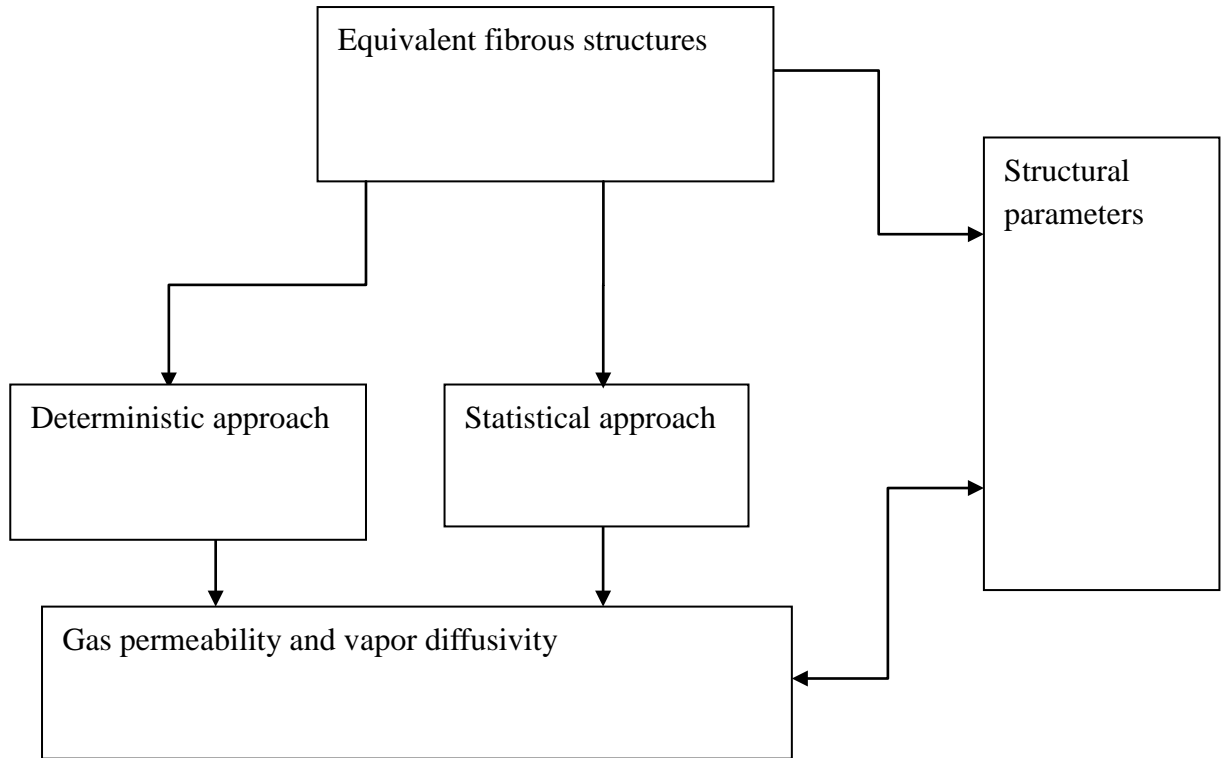 Equivalent fibrous structures
Structural
parameters
Deterministic approach
Statistical approach
Gas permeability and vapor diffusivity